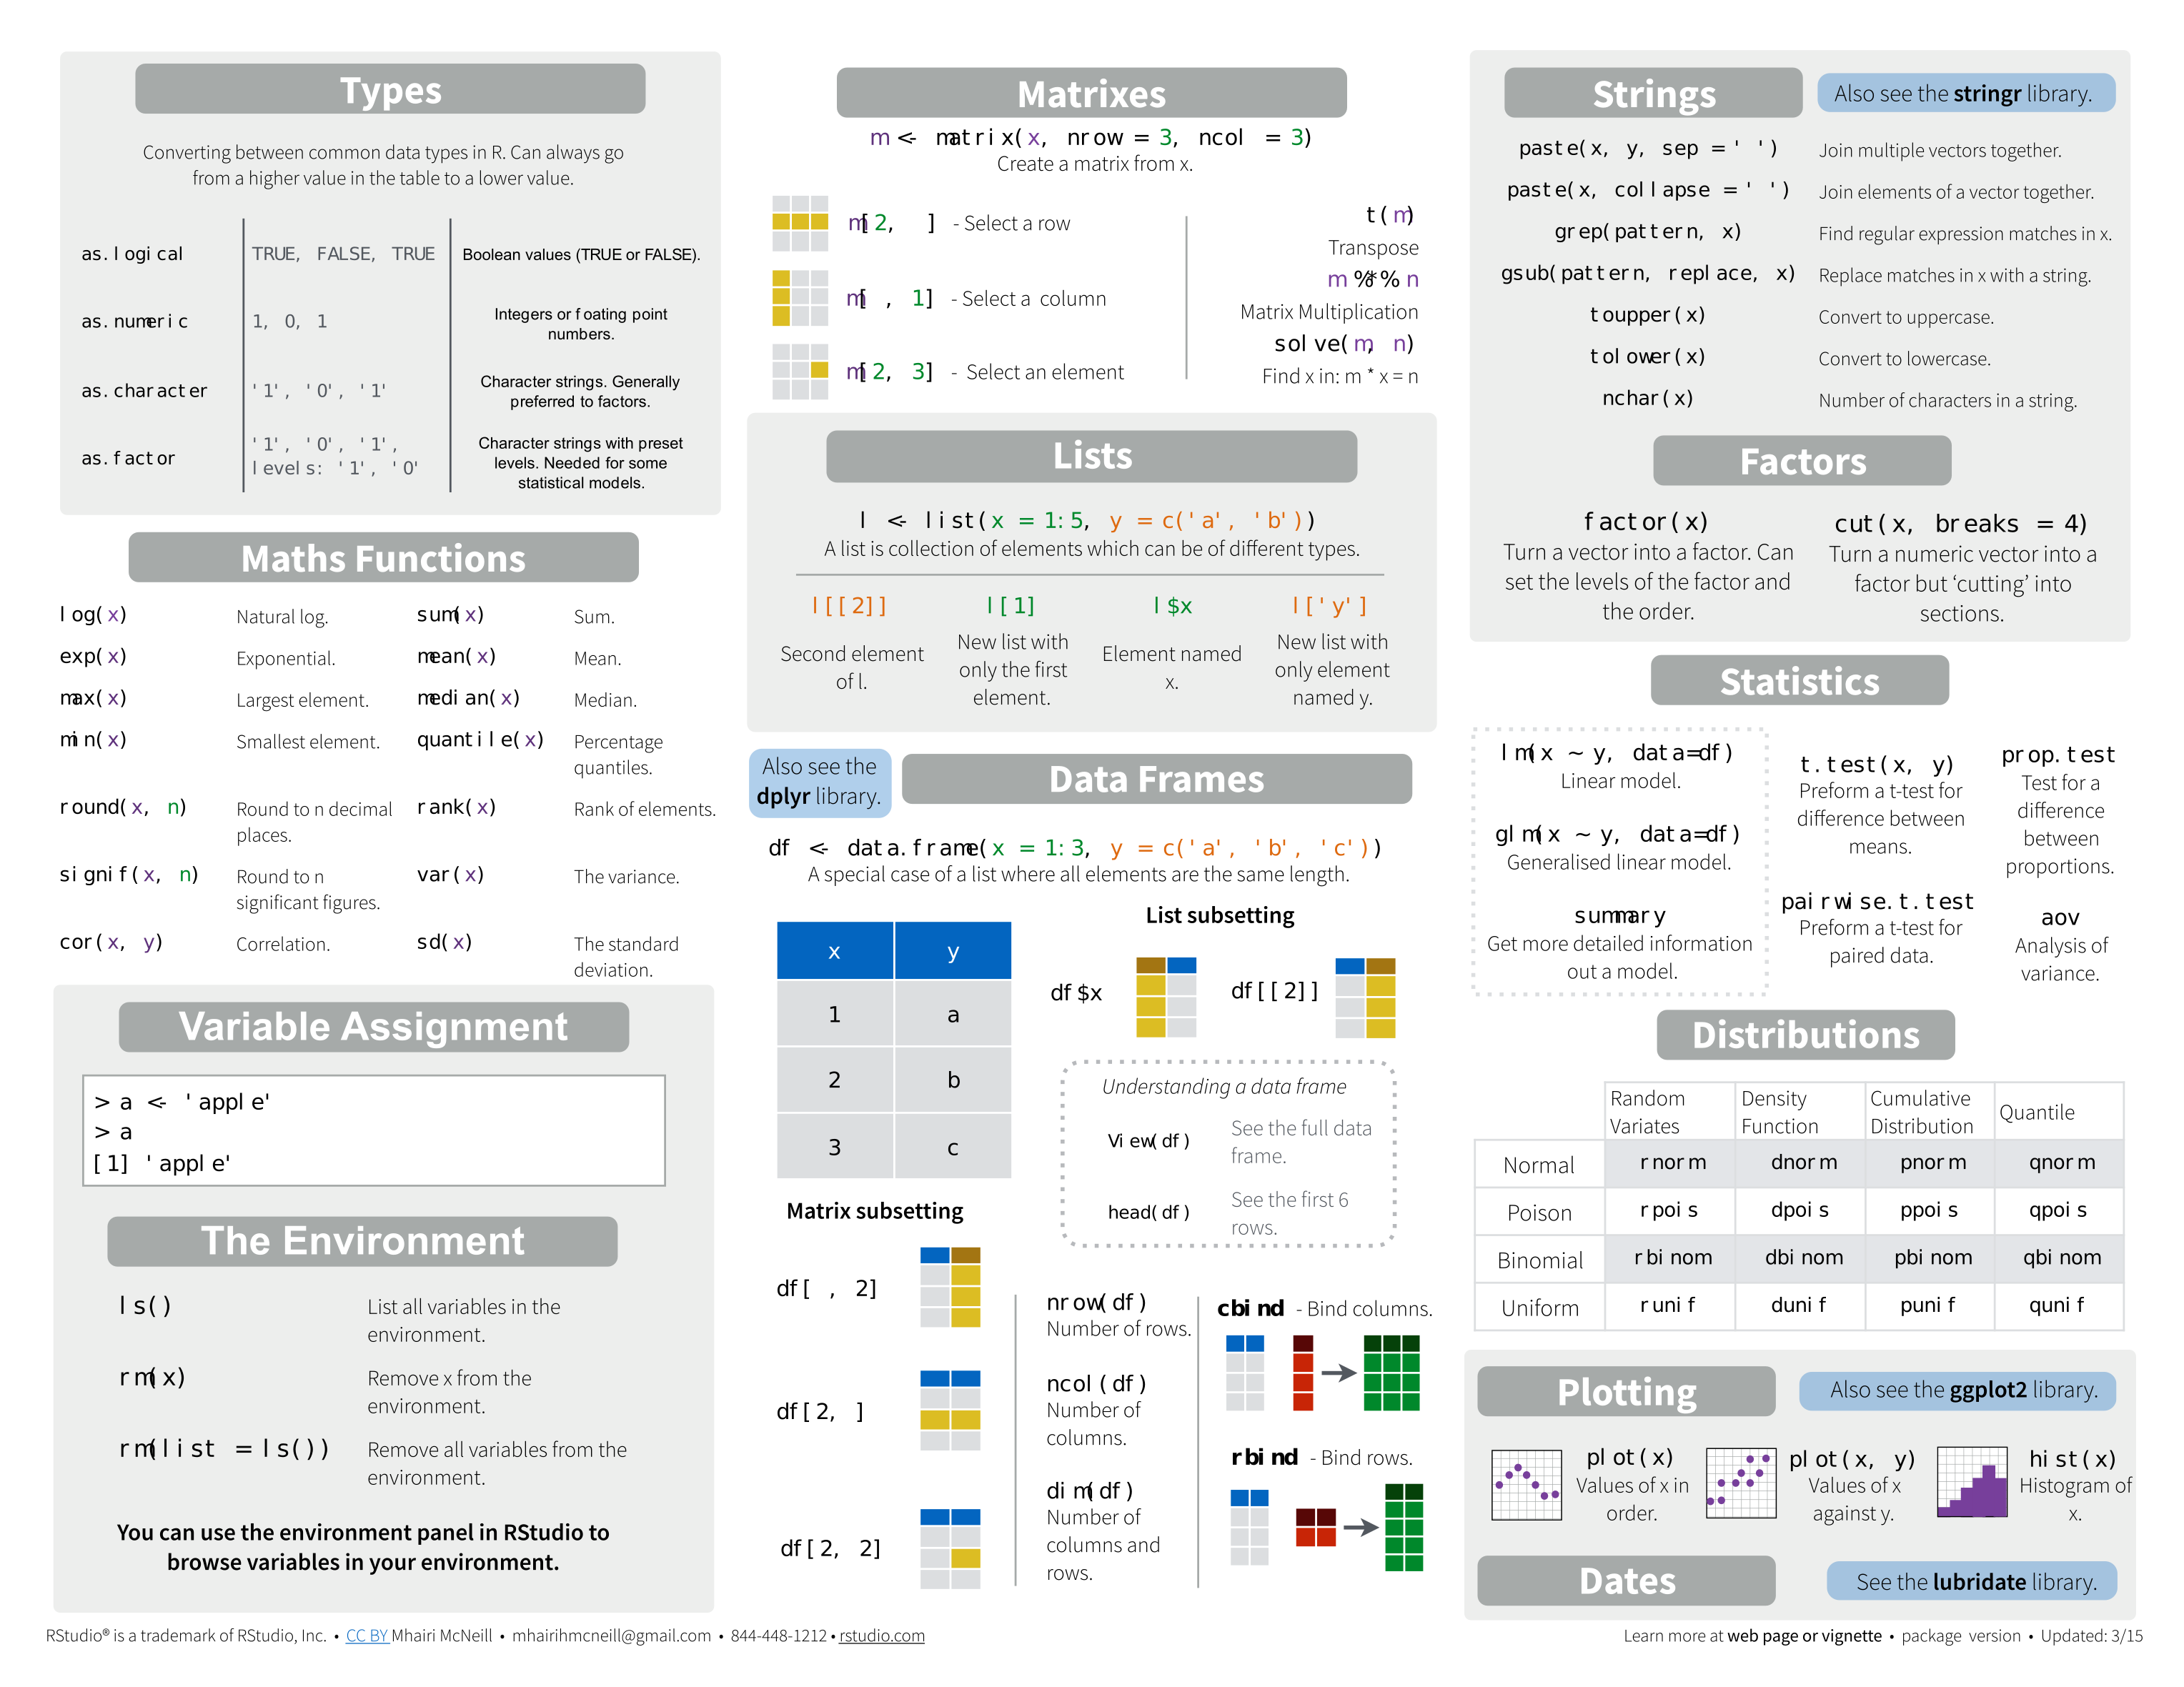 Types
Converting between common data types in R. Can always go
from a higher value in the table to a lower value.
as.logical
TRUE, FALSE, TRUE
Boolean values (TRUE or FALSE).
as.numeric
1, 0, 1
Integers or f oating point
numbers.
as.character
'1', '0', '1'
Character strings. Generally
preferred to factors.
as.factor
'1', '0', '1',
levels: '1', '0'
Character strings with preset
levels. Needed for some
statistical models.
Maths Functions
log(x)
Natural log.
sum(x)
Sum.
exp(x)
Exponential.
mean(x)
Mean.
max(x)
Largest element.
median(x)
Median.
min(x)
Smallest element.
quantile(x)
Percentage
quantiles.
round(x, n)
Round to n decimal
places.
rank(x)
Rank of elements.
signif(x, n)
Round to n
significant figures.
var(x)
The variance.
cor(x, y)
Correlation.
sd(x)
The standard
deviation.
Variable Assignment
> a <- 'apple'
> a
[1] 'apple'
The Environment
ls()
List all variables in the
environment.
rm(x)
Remove x from the
environment.
rm(list = ls())
Remove all variables from the
environment.
You can use the environment panel in RStudio to
browse variables in your environment.
Matrixes
m <- matrix(x, nrow = 3, ncol = 3)
Create a matrix from x.
m[2, ] - Select a row
m[ , 1] - Select a column
m[2, 3] - Select an element
t(m)
Transpose
m %*% n
Matrix Multiplication
solve(m, n)
Find x in: m * x = n
Lists
l <- list(x = 1:5, y = c('a', 'b'))
A list is collection of elements which can be of different types.
l[[2]]
Second element
of l.
l[1]
New list with
only the first
element.
l$x
Element named
x.
l['y']
New list with
only element
named y.
Also see the
dplyr library.
Data Frames
df <- data.frame(x = 1:3, y = c('a', 'b', 'c'))
A special case of a list where all elements are the same length.
x y
1 a
2 b
3 c
List subsetting
df$x
df[[2]]
Understanding a data frame
View(df)
See the full data
frame.
head(df)
See the first 6
rows.
Matrix subsetting
df[ , 2]
df[2, ]
df[2, 2]
nrow(df)
Number of rows.
ncol(df)
Number of
columns.
dim(df)
Number of
columns and
rows.
cbind - Bind columns.
rbind - Bind rows.
Strings
Also see the stringr library.
paste(x, y, sep = ' ')
Join multiple vectors together.
paste(x, collapse = ' ')
Join elements of a vector together.
grep(pattern, x)
Find regular expression matches in x.
gsub(pattern, replace, x)
Replace matches in x with a string.
toupper(x)
Convert to uppercase.
tolower(x)
Convert to lowercase.
nchar(x)
Number of characters in a string.
Factors
factor(x)
Turn a vector into a factor. Can
set the levels of the factor and
the order.
cut(x, breaks = 4)
Turn a numeric vector into a
factor but ‘cutting’ into
sections.
Statistics
lm(x ~ y, data=df)
Linear model.
glm(x ~ y, data=df)
Generalised linear model.
summary
Get more detailed information
out a model.
t.test(x, y)
Preform a t-test for
difference between
means.
pairwise.t.test
Preform a t-test for
paired data.
prop.test
Test for a
difference
between
proportions.
aov
Analysis of
variance.
Distributions
Random
Variates
Density
Function
Cumulative
Distribution
Quantile
Normal rnorm dnorm pnorm qnorm
Poison rpois dpois ppois qpois
Binomial rbinom dbinom pbinom qbinom
Uniform runif dunif punif qunif
Plotting
Also see the ggplot2 library.
plot(x)
Values of x in
order.
plot(x, y)
Values of x
against y.
hist(x)
Histogram of
x.
Dates
See the lubridate library.
RStudio® is a trademark of RStudio, Inc. • CC BY Mhairi McNeill • mhairihmcneill@gmail.com • 844-448-1212 • rstudio.com
Learn more at web page or vignette • package version • Updated: 3/15